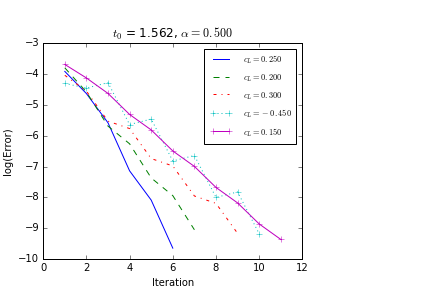 t₀ = 1.562, α = 0.500
−3
−4
−5
−6
−7
−8
−9
−10
log(Error)
c_L = 0.250
c_L = 0.200
c_L = 0.300
c_L = −0.450
c_L = 0.150
0 2 4 6 8 10 12
Iteration